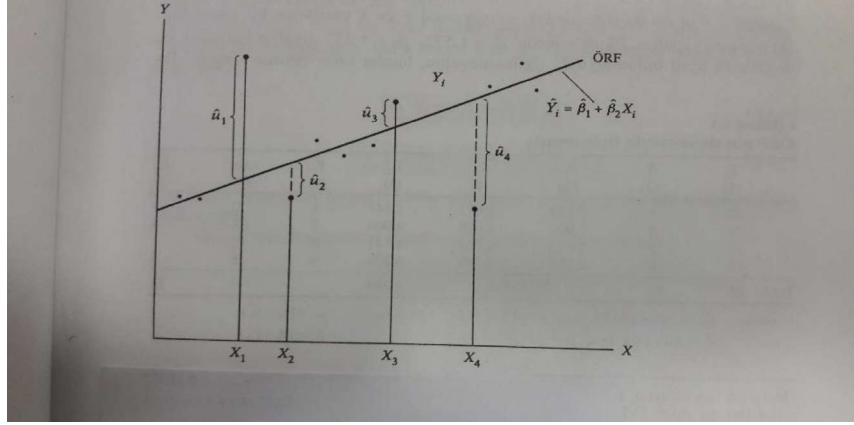 Y
ÖRF
Yᵢ
Ŷᵢ = β̂₁ + β̂₂Xᵢ
û₁
û₃
û₄
û₂
X₁
X₂
X₃
X₄
X